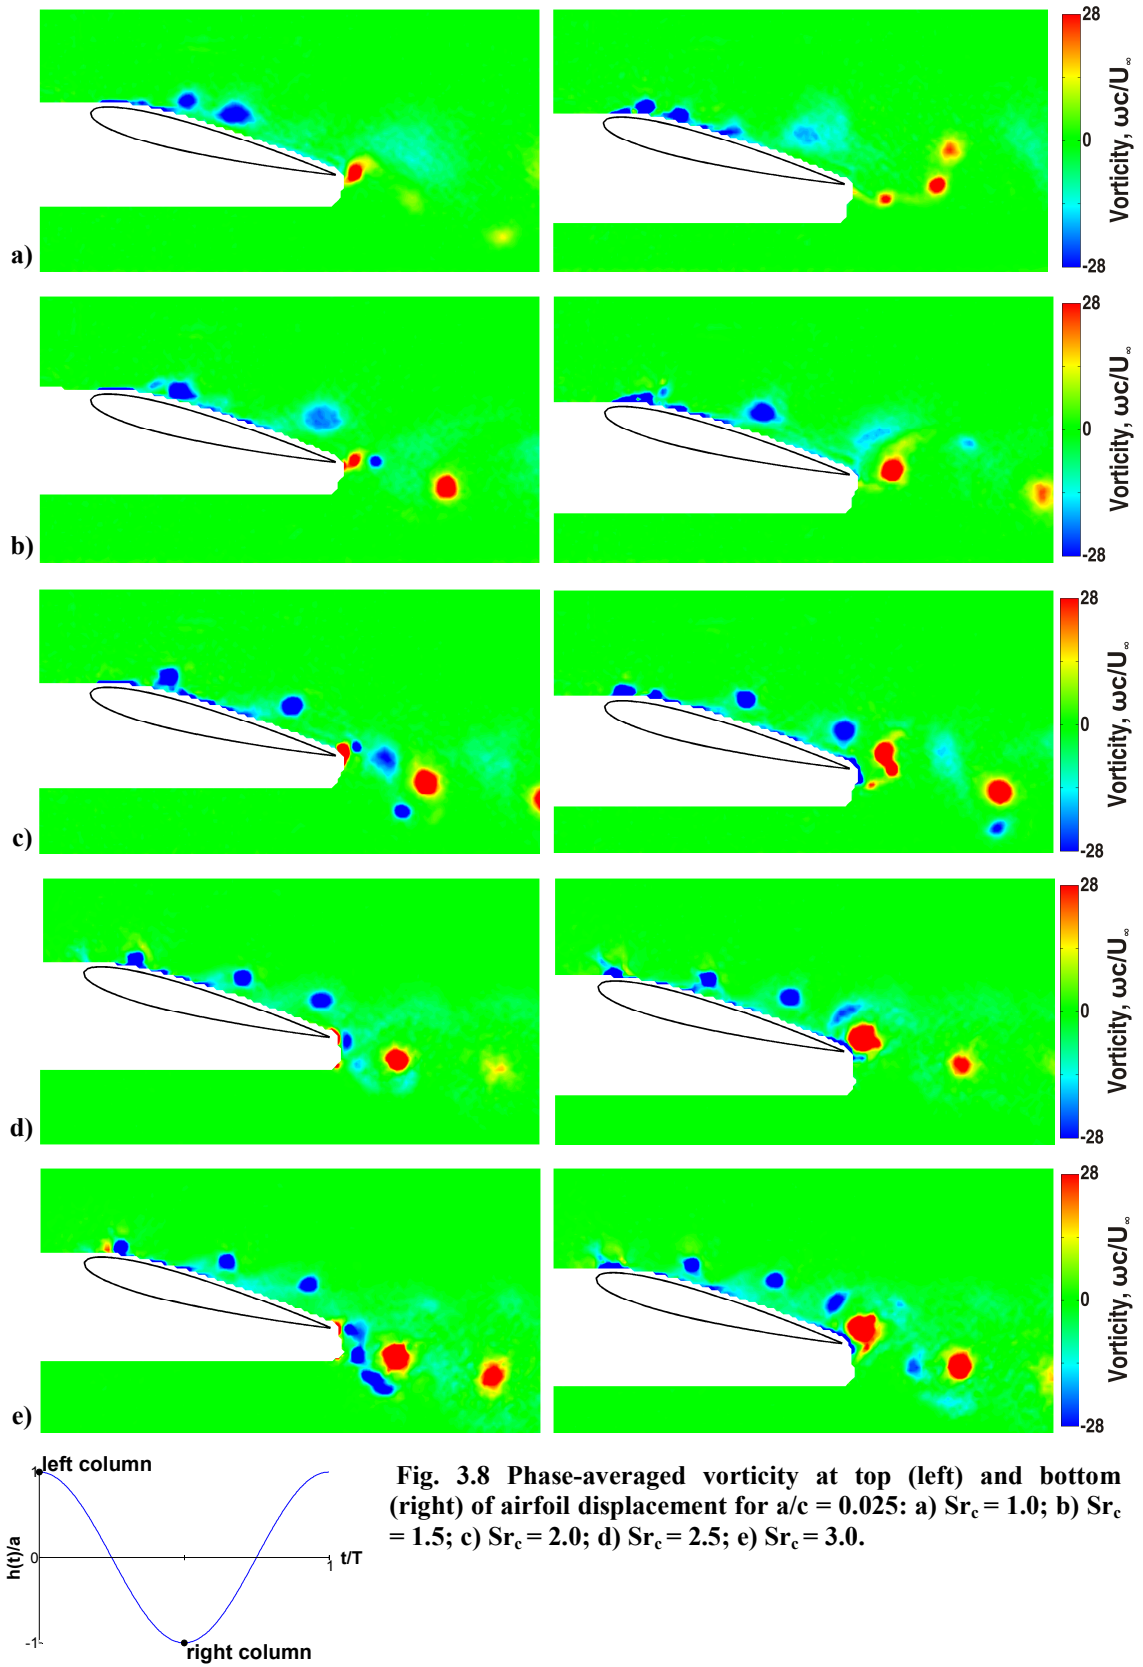 28
0
-28
Vorticity, ωc/U∞
a)
28
0
-28
Vorticity, ωc/U∞
b)
28
0
-28
Vorticity, ωc/U∞
c)
28
0
-28
Vorticity, ωc/U∞
d)
28
0
-28
Vorticity, ωc/U∞
e)
1
left column
0
-1
h(t)/a
1
t/T
right column
Fig. 3.8 Phase-averaged vorticity at top (left) and bottom
(right) of airfoil displacement for a/c = 0.025: a) Src = 1.0; b) Src
= 1.5; c) Src = 2.0; d) Src = 2.5; e) Src = 3.0.